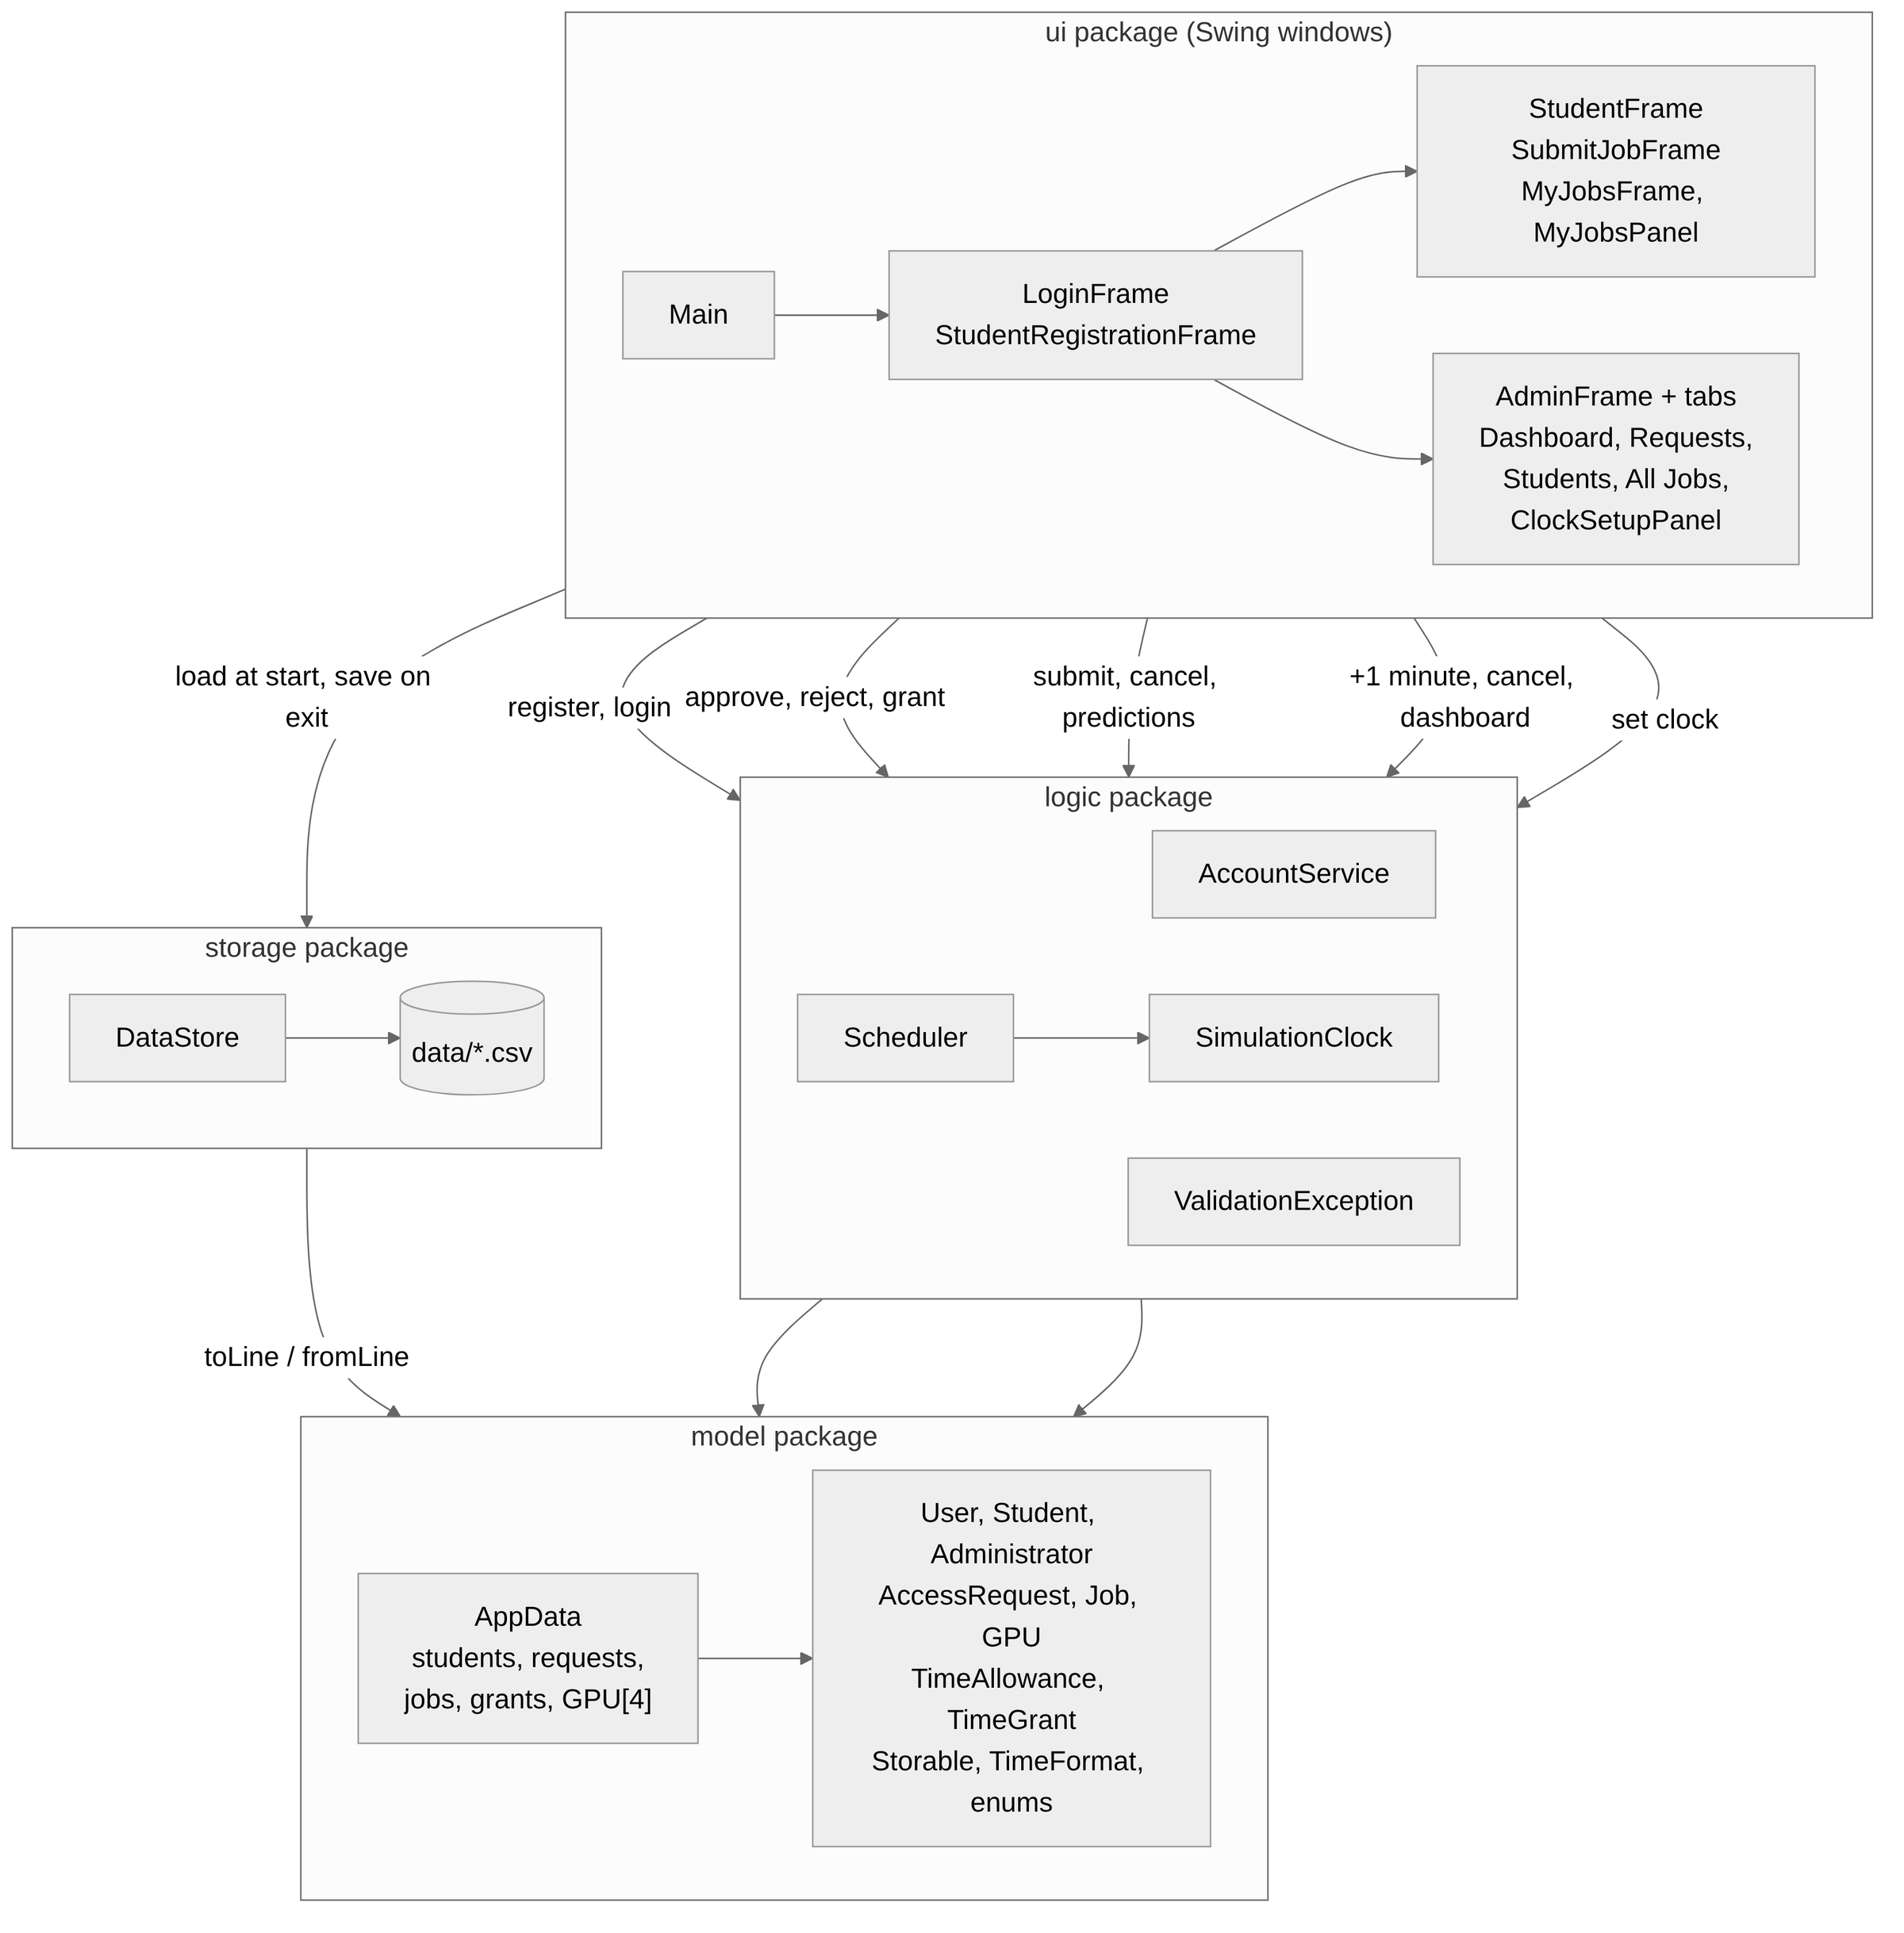 ui package (Swing windows)
StudentFrame
SubmitJobFrame
MyJobsFrame,
MyJobsPanel
Main
LoginFrame
StudentRegistrationFrame
AdminFrame + tabs
Dashboard, Requests,
Students, All Jobs,
ClockSetupPanel
load at start, save on
exit
register, login
approve, reject, grant
submit, cancel,
predictions
+1 minute, cancel,
dashboard
set clock
logic package
AccountService
Scheduler
SimulationClock
ValidationException
storage package
DataStore
data/*.csv
toLine / fromLine
model package
AppData
students, requests,
jobs, grants, GPU[4]
User, Student,
Administrator
AccessRequest, Job,
GPU
TimeAllowance,
TimeGrant
Storable, TimeFormat,
enums